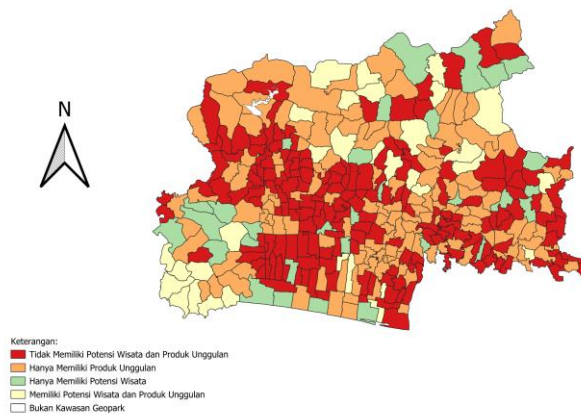 N
Keterangan:
Tidak Memiliki Potensi Wisata dan Produk Unggulan
Hanya Memiliki Produk Unggulan
Hanya Memiliki Potensi Wisata
Memiliki Potensi Wisata dan Produk Unggulan
Bukan Kawasan Geopark